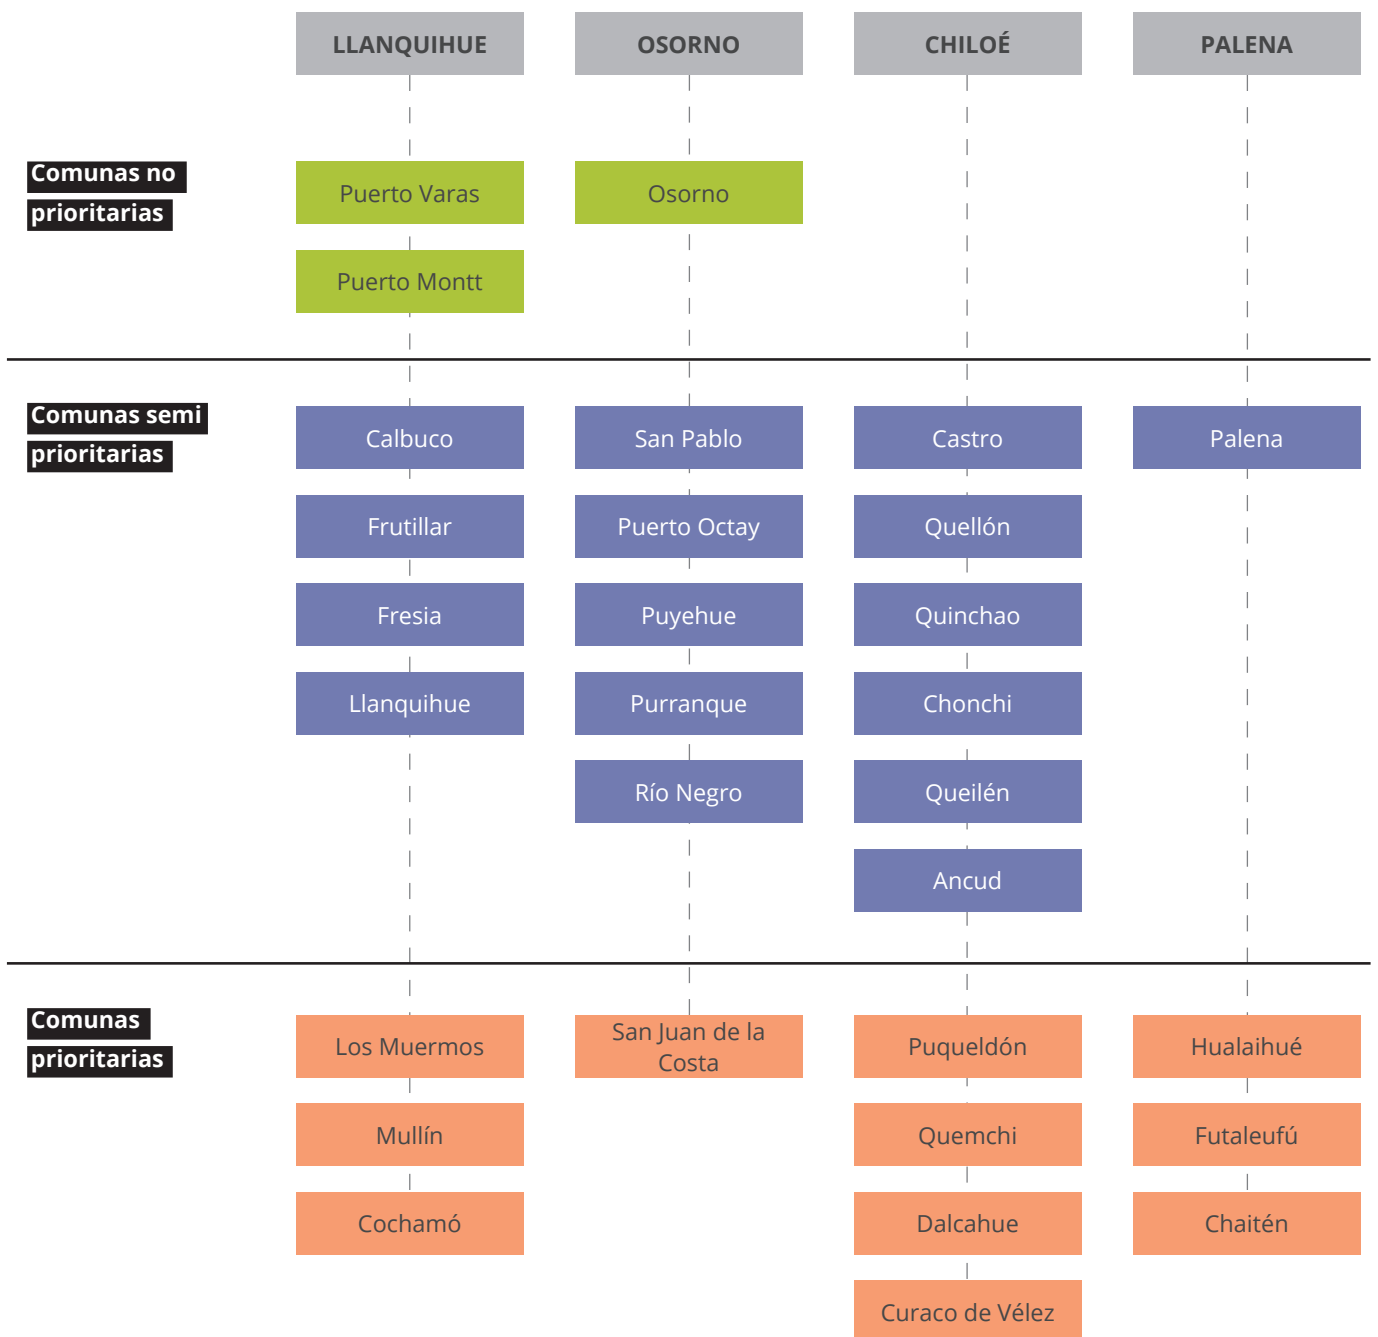 LLANQUIHUE
OSORNO
CHILOÉ
PALENA
Comunas no
prioritarias
Puerto Varas
Osorno
Puerto Montt
Comunas semi
prioritarias
Calbuco
San Pablo
Castro
Palena
Frutillar
Puerto Octay
Quellón
Fresia
Puyehue
Quinchao
Llanquihue
Purranque
Chonchi
Río Negro
Queilén
Ancud
Comunas
prioritarias
Los Muermos
San Juan de la
Costa
Puqueldón
Hualaihué
Mullín
Quemchi
Futaleufú
Cochamó
Dalcahue
Chaitén
Curaco de Vélez